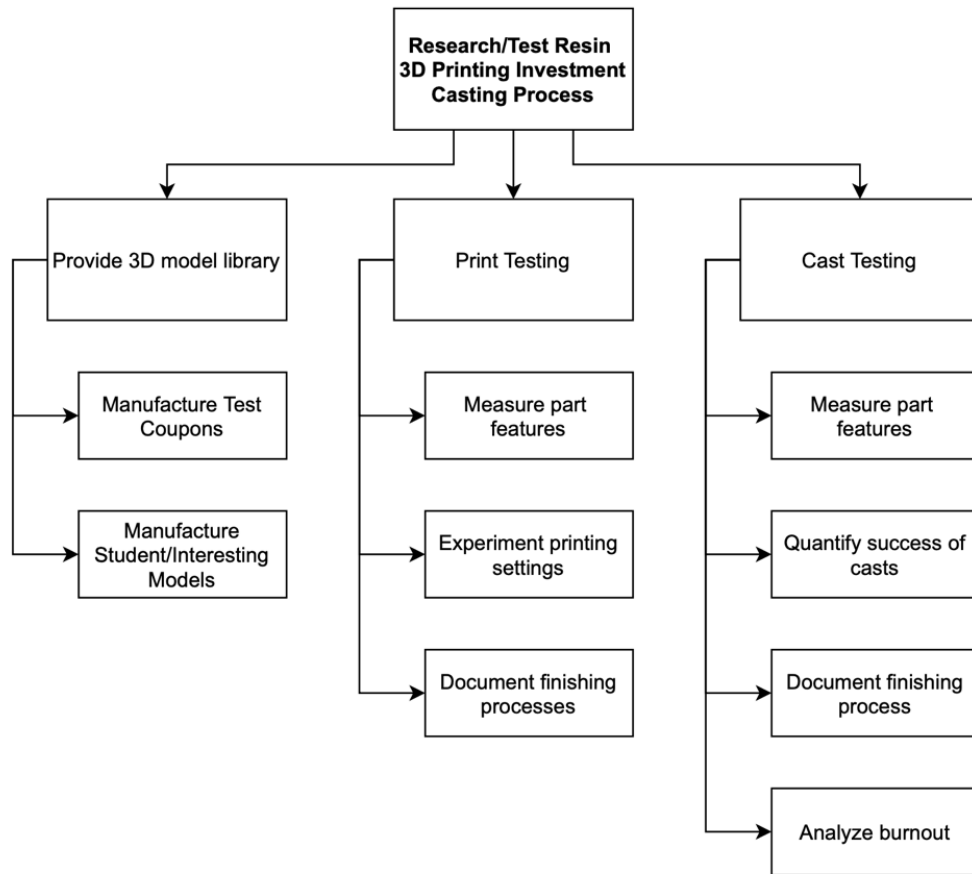 Research/Test Resin
3D Printing Investment
Casting Process
Provide 3D model library
Print Testing
Cast Testing
Manufacture Test
Coupons
Measure part
features
Measure part
features
Manufacture
Student/Interesting
Models
Experiment printing
settings
Quantify success of
casts
Document finishing
processes
Document finishing
process
Analyze burnout